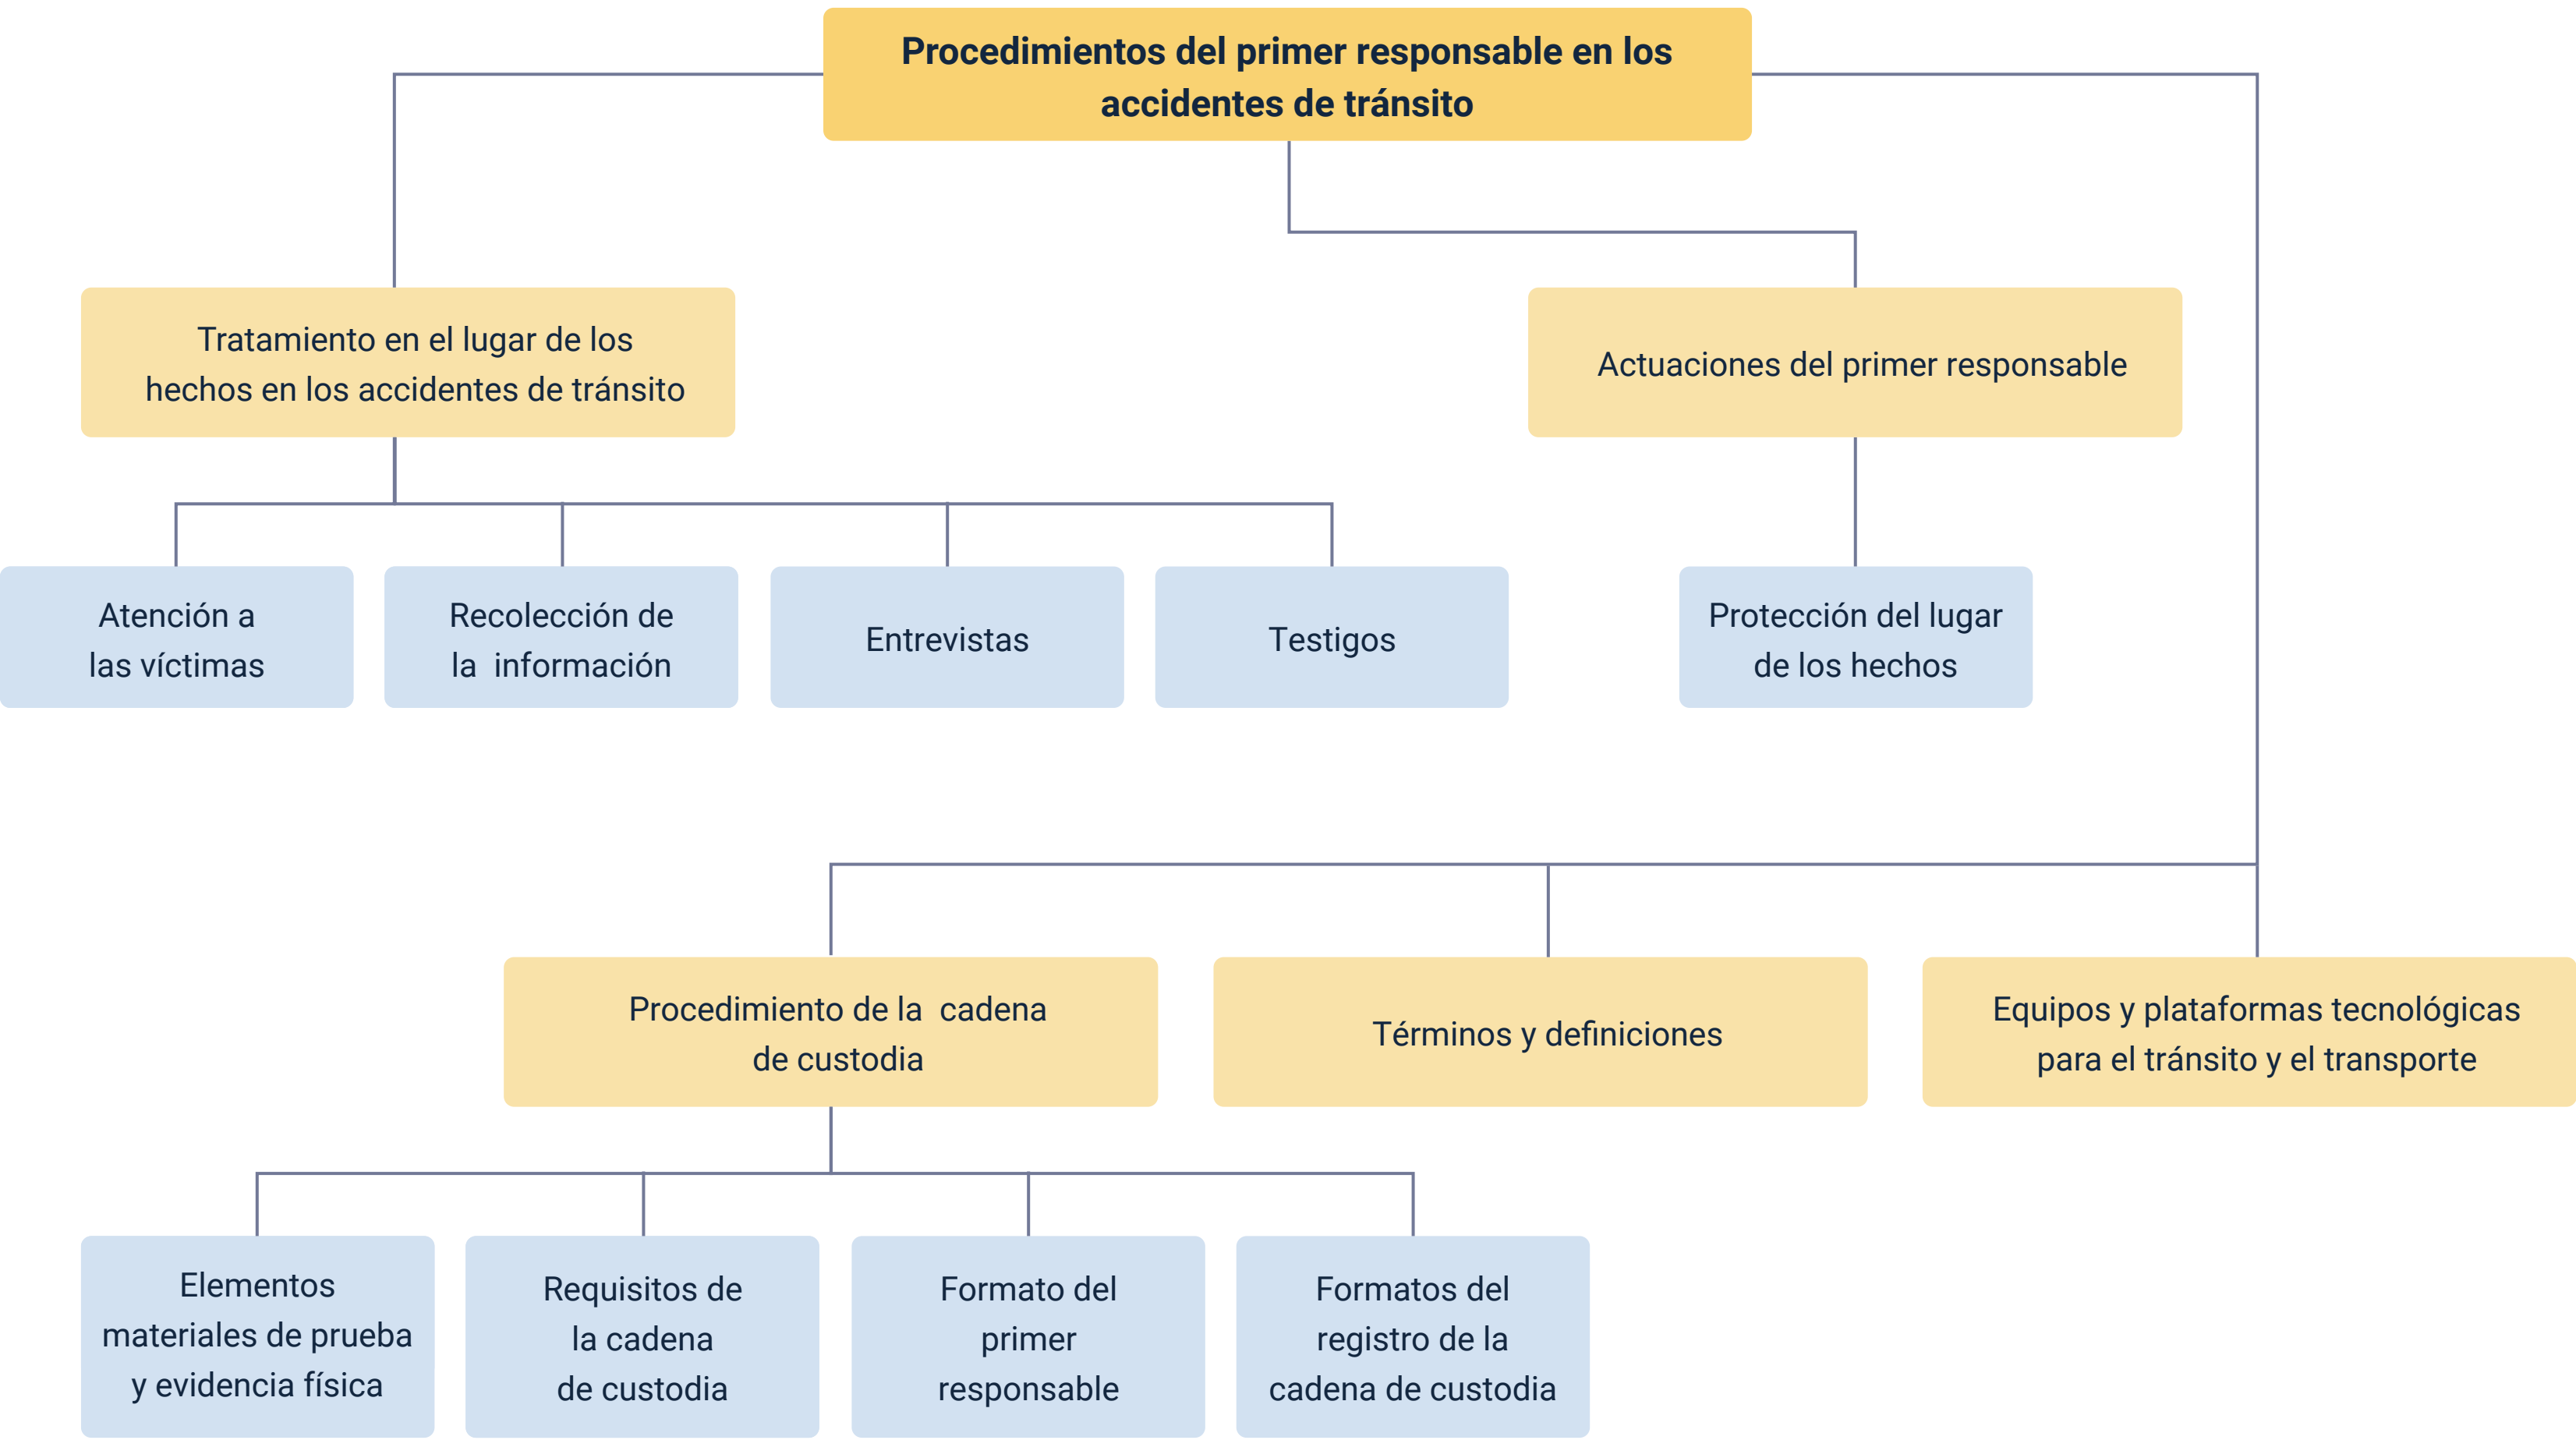 Procedimientos del primer responsable en los
accidentes de tránsito
Tratamiento en el lugar de los
hechos en los accidentes de tránsito
Actuaciones del primer responsable
Atención a
las víctimas
Recolección de
la  información
Entrevistas
Testigos
Protección del lugar
de los hechos
Procedimiento de la  cadena
de custodia
Términos y definiciones
Equipos y plataformas tecnológicas
para el tránsito y el transporte
Elementos
materiales de prueba
y evidencia física
Requisitos de
la cadena
de custodia
Formato del
primer
responsable
Formatos del
registro de la
cadena de custodia